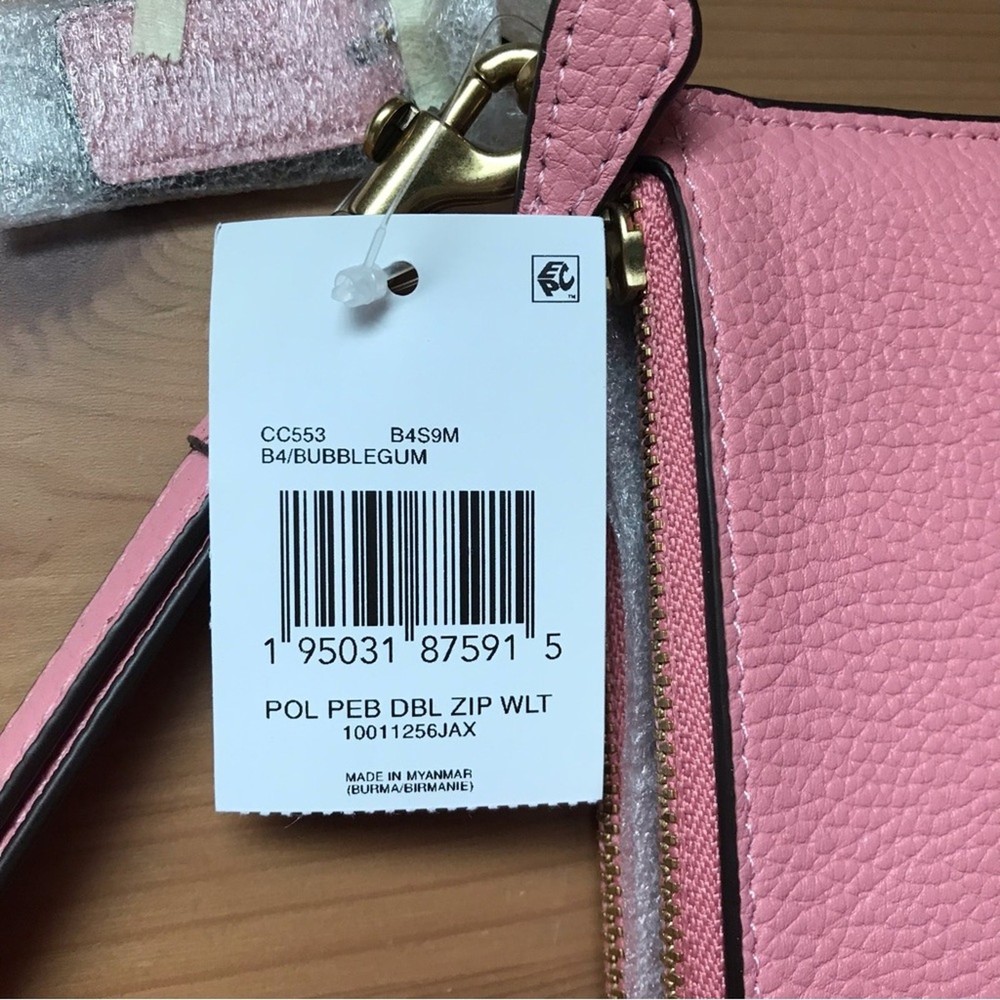 EPC
TM
CC553 B4S9M
B4/BUBBLEGUM
1 95031 87591 5
POL PEB DBL ZIP WLT
10011256JAX
MADE IN MYANMAR
(BURMA/BIRMANIE)